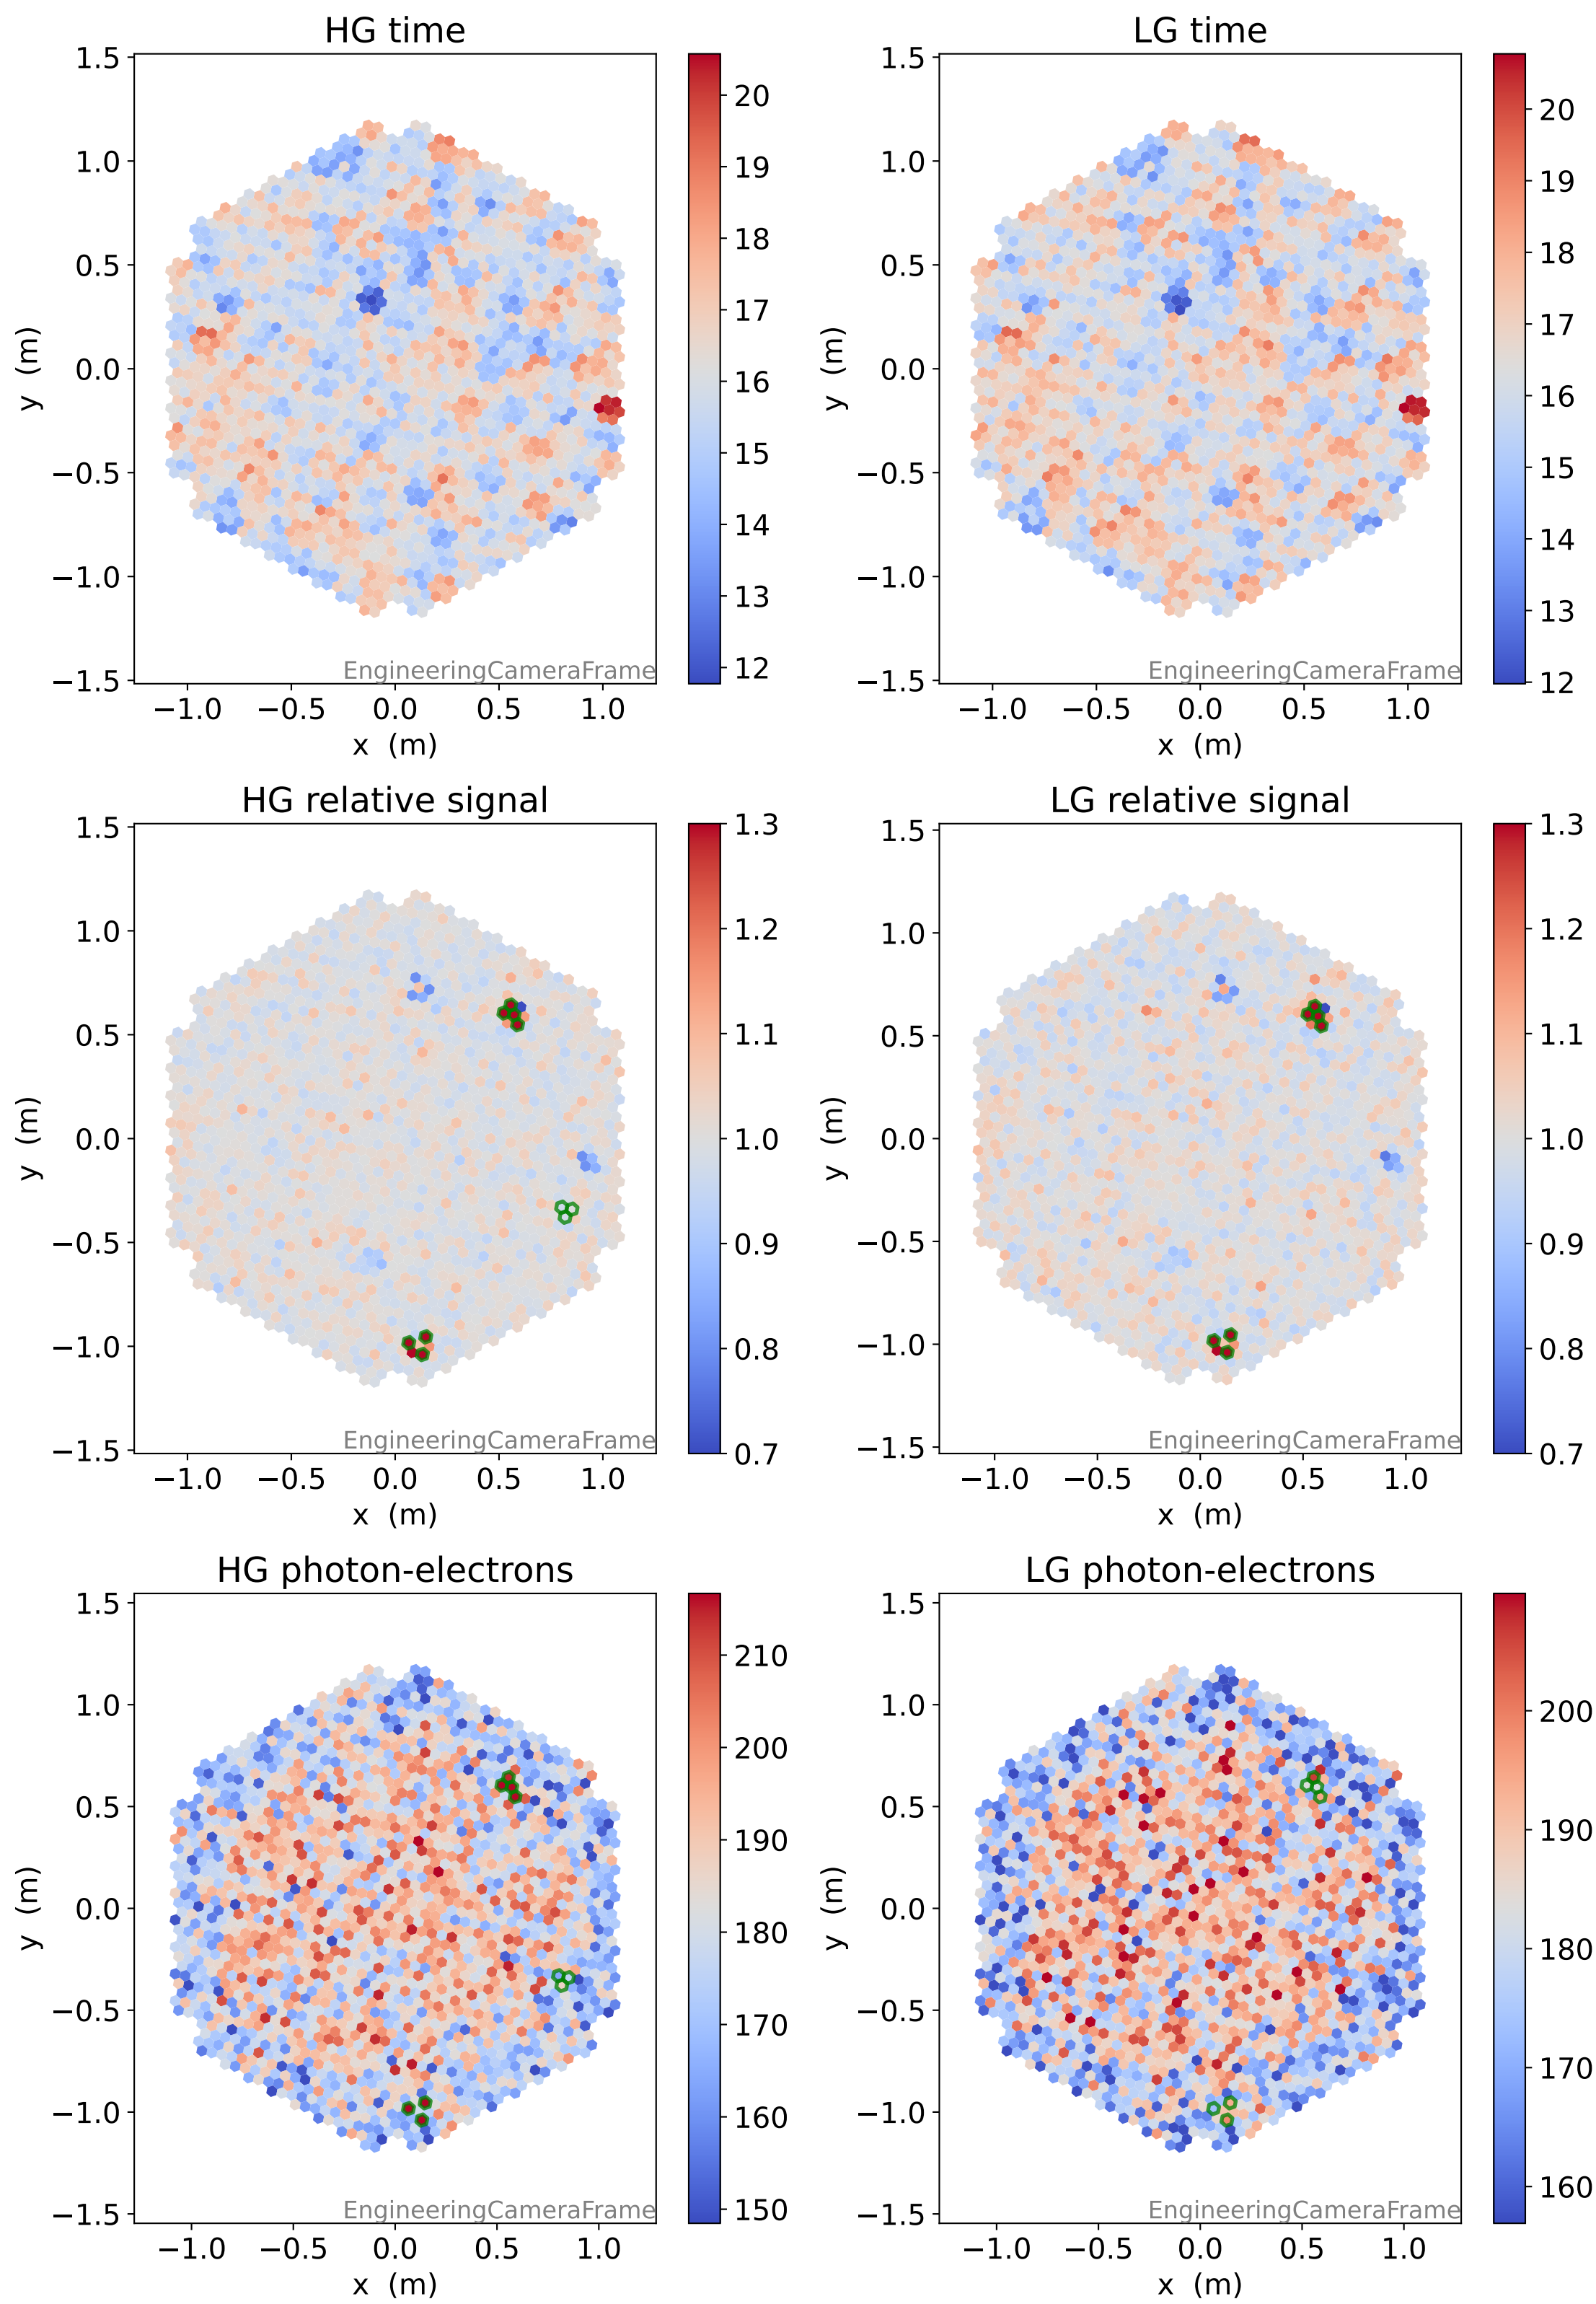 HG time
LG time
1.5
1.0
0.5
0.0
−0.5
−1.0
−1.5
y (m)
−1.0 −0.5 0.0 0.5 1.0
x (m)
EngineeringCameraFrame
20
19
18
17
16
15
14
13
12
1.5
1.0
0.5
0.0
−0.5
−1.0
−1.5
y (m)
−1.0 −0.5 0.0 0.5 1.0
x (m)
EngineeringCameraFrame
20
19
18
17
16
15
14
13
12
HG relative signal
LG relative signal
1.5
1.0
0.5
0.0
−0.5
−1.0
−1.5
y (m)
−1.0 −0.5 0.0 0.5 1.0
x (m)
EngineeringCameraFrame
1.3
1.2
1.1
1.0
0.9
0.8
0.7
1.5
1.0
0.5
0.0
−0.5
−1.0
−1.5
y (m)
−1.0 −0.5 0.0 0.5 1.0
x (m)
EngineeringCameraFrame
1.3
1.2
1.1
1.0
0.9
0.8
0.7
HG photon-electrons
LG photon-electrons
1.5
1.0
0.5
0.0
−0.5
−1.0
−1.5
y (m)
−1.0 −0.5 0.0 0.5 1.0
x (m)
EngineeringCameraFrame
210
200
190
180
170
160
150
1.5
1.0
0.5
0.0
−0.5
−1.0
−1.5
y (m)
−1.0 −0.5 0.0 0.5 1.0
x (m)
EngineeringCameraFrame
200
190
180
170
160